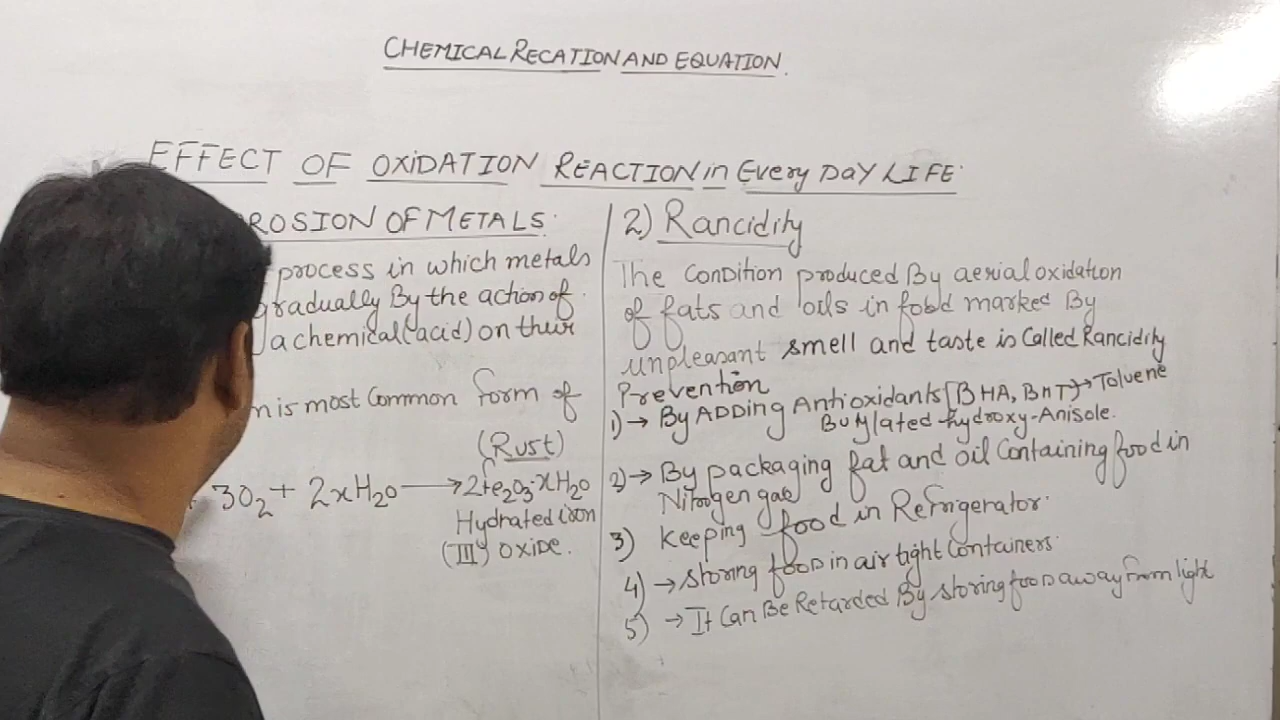 CHEMICAL RECATION AND EQUATION.
EFFECT OF OXIDATION REACTION in Every DAY LIFE.
ROSION OF METALS.
process in which metals
gradually By the action of
a chemical (acid) on their
n is most Common form of
(Rust)
3O₂ + 2xH₂O → 2Fe₂O₃·xH₂O
Hydrated iron
(III) oxide.
2) Rancidity
The Condition produced By aerial oxidation
of fats and oils in food marked By
unpleasant smell and taste is Called Rancidity
Prevention
1) → By ADDING Antioxidants [BHA, BHT] → Toluene
Butylated-hydroxy-Anisole.
2) → By packaging fat and oil Containing food in
Nitrogen gas
3) Keeping food in Refrigerator.
4) → storing food in air tight Containers.
5) → It Can Be Retarded By storing food away from light